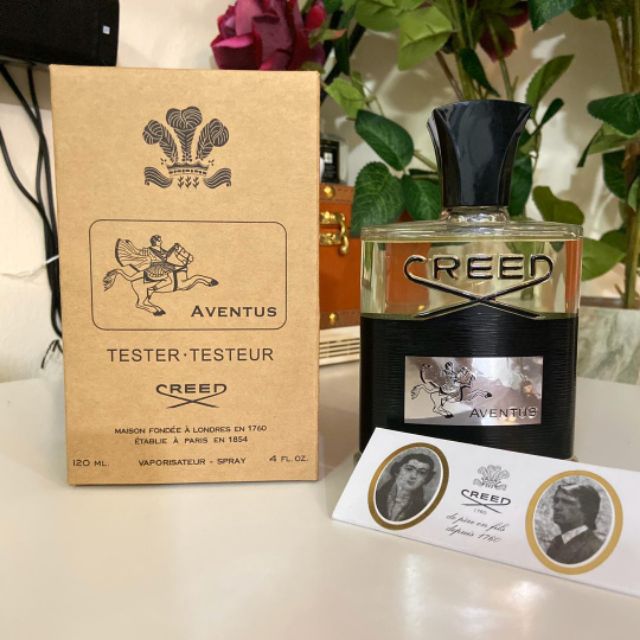 AVENTUS
TESTER·TESTEUR
CREED
MAISON FONDÉE À LONDRES EN 1760
ÉTABLIE À PARIS EN 1854
120 ML. VAPORISATEUR - SPRAY 4 FL.OZ.
CREED
AVENTUS
CREED
1760
de père en fils
depuis 1760